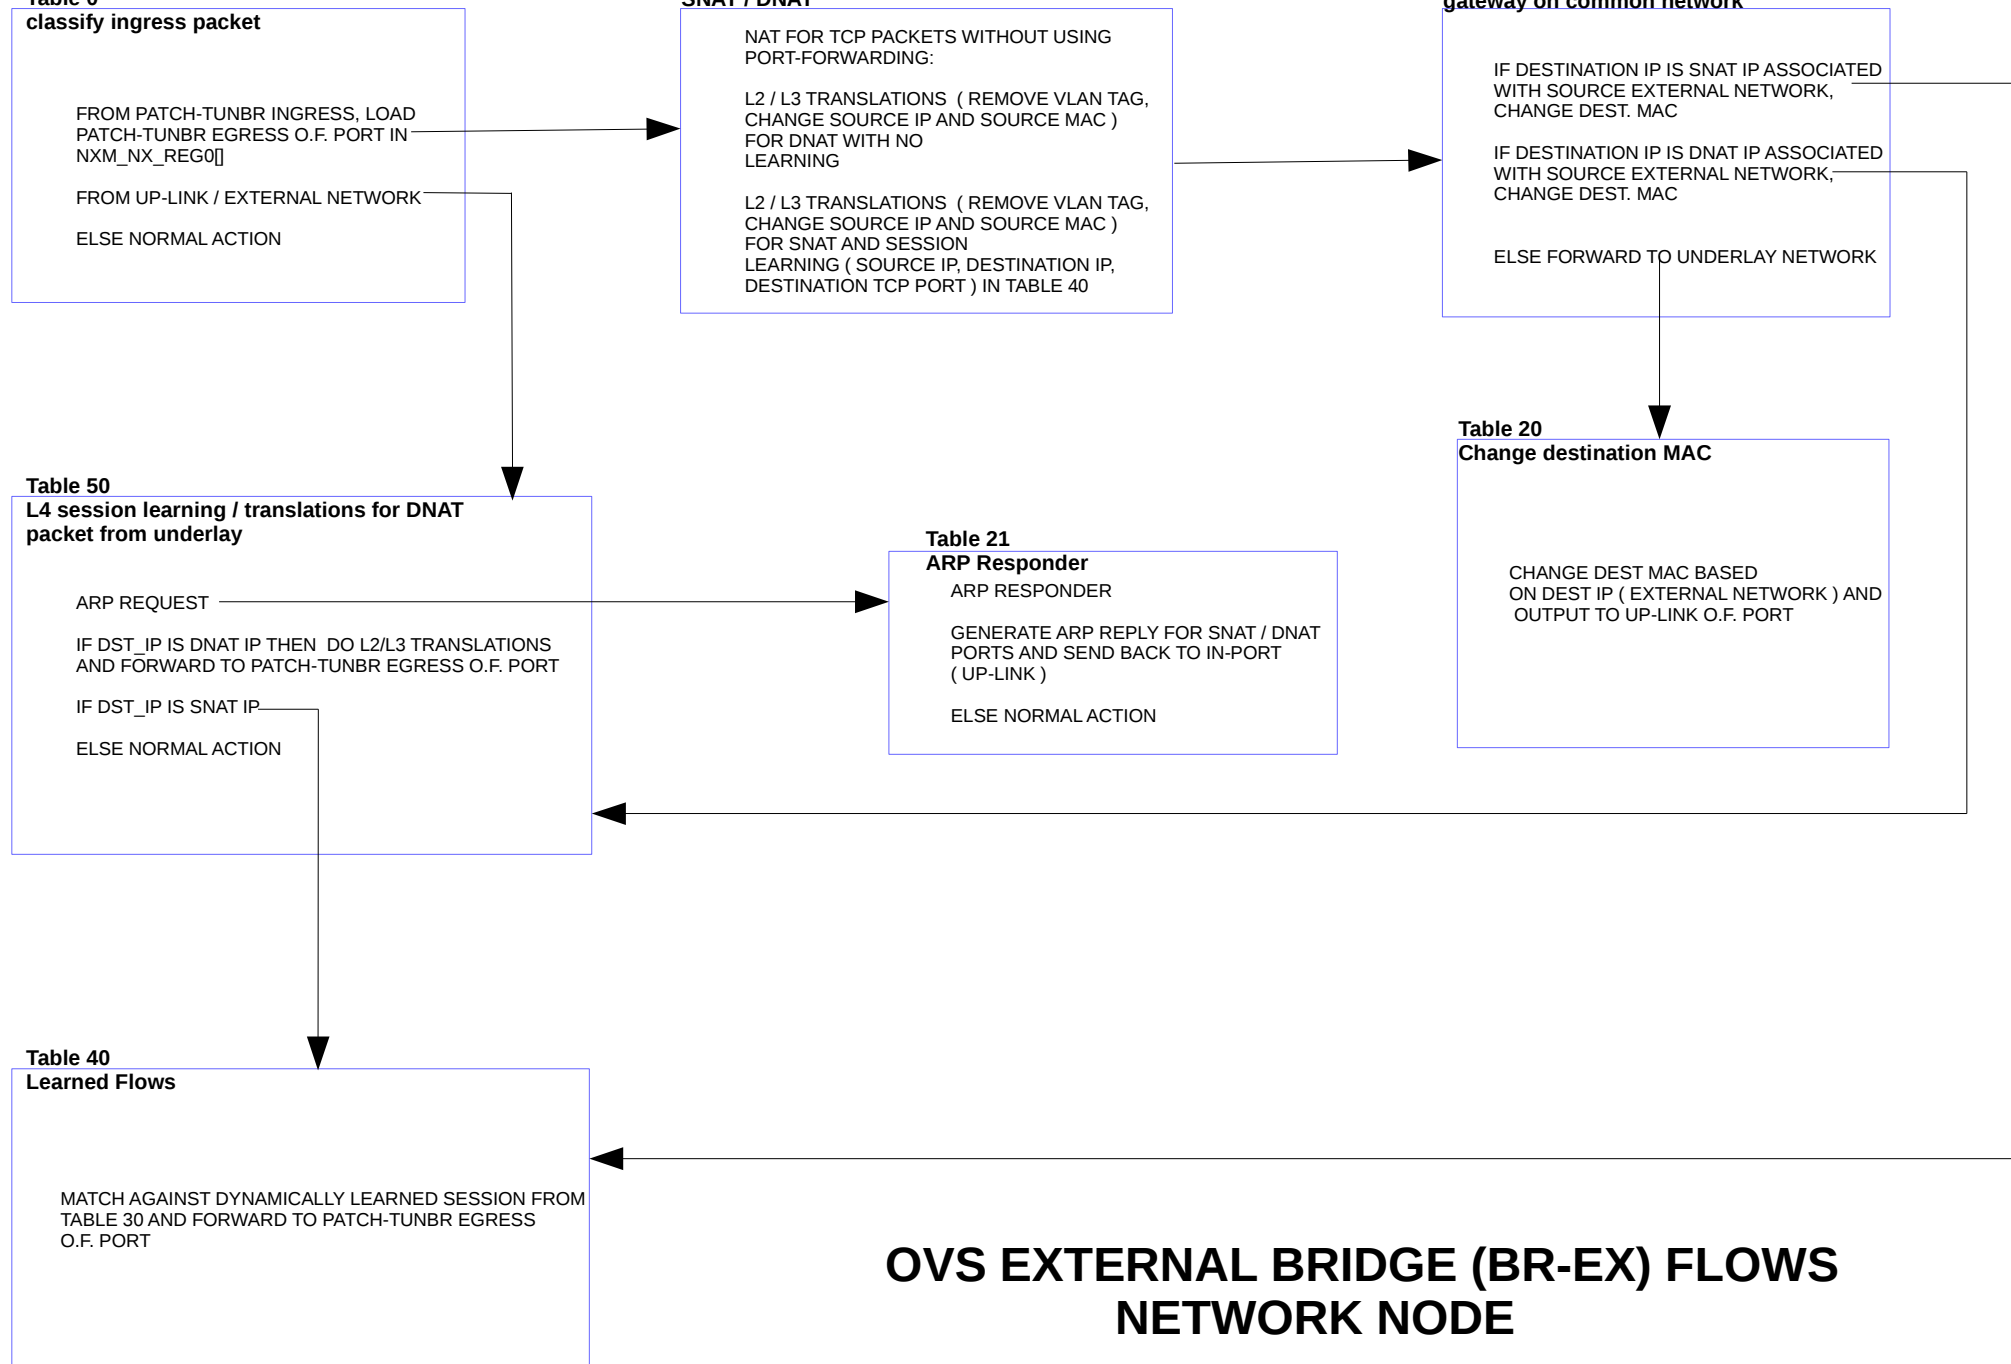 Table 0
classify ingress packet
FROM PATCH-TUNBR INGRESS, LOAD
PATCH-TUNBR EGRESS O.F. PORT IN
NXM_NX_REG0[]
FROM UP-LINK / EXTERNAL NETWORK
ELSE NORMAL ACTION
SNAT / DNAT
NAT FOR TCP PACKETS WITHOUT USING
PORT-FORWARDING:
L2 / L3 TRANSLATIONS ( REMOVE VLAN TAG,
CHANGE SOURCE IP AND SOURCE MAC )
FOR DNAT WITH NO
LEARNING
L2 / L3 TRANSLATIONS ( REMOVE VLAN TAG,
CHANGE SOURCE IP AND SOURCE MAC )
FOR SNAT AND SESSION
LEARNING ( SOURCE IP, DESTINATION IP,
DESTINATION TCP PORT ) IN TABLE 40
gateway on common network
IF DESTINATION IP IS SNAT IP ASSOCIATED
WITH SOURCE EXTERNAL NETWORK,
CHANGE DEST. MAC
IF DESTINATION IP IS DNAT IP ASSOCIATED
WITH SOURCE EXTERNAL NETWORK,
CHANGE DEST. MAC
ELSE FORWARD TO UNDERLAY NETWORK
Table 50
L4 session learning / translations for DNAT
packet from underlay
ARP REQUEST
IF DST_IP IS DNAT IP THEN DO L2/L3 TRANSLATIONS
AND FORWARD TO PATCH-TUNBR EGRESS O.F. PORT
IF DST_IP IS SNAT IP
ELSE NORMAL ACTION
Table 21
ARP Responder
ARP RESPONDER
GENERATE ARP REPLY FOR SNAT / DNAT
PORTS AND SEND BACK TO IN-PORT
( UP-LINK )
ELSE NORMAL ACTION
Table 20
Change destination MAC
CHANGE DEST MAC BASED
ON DEST IP ( EXTERNAL NETWORK ) AND
OUTPUT TO UP-LINK O.F. PORT
Table 40
Learned Flows
MATCH AGAINST DYNAMICALLY LEARNED SESSION FROM
TABLE 30 AND FORWARD TO PATCH-TUNBR EGRESS
O.F. PORT
OVS EXTERNAL BRIDGE (BR-EX) FLOWS
NETWORK NODE